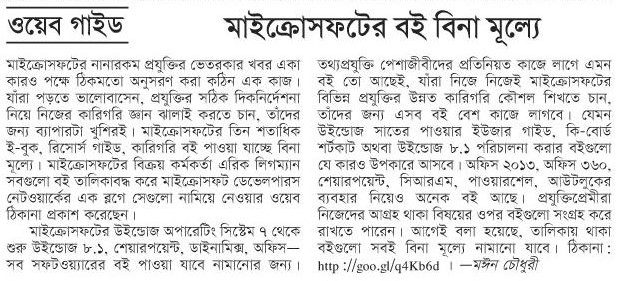 ওয়েব গাইড
মাইক্রোসফটের বই বিনা মূল্যে
মাইক্রোসফটের নানারকম প্রযুক্তির ভেতরকার খবর একা
কারও পক্ষে ঠিকমতো অনুসরণ করা কঠিন এক কাজ।
যাঁরা পড়তে ভালোবাসেন, প্রযুক্তির সঠিক দিকনির্দেশনা
নিয়ে নিজের কারিগরি জ্ঞান ঝালাই করতে চান, তাঁদের
জন্য ব্যাপারটা খুশিরই। মাইক্রোসফটের তিন শতাধিক
ই-বুক, রিসোর্স গাইড, কারিগরি বই পাওয়া যাচ্ছে বিনা
মূল্যে। মাইক্রোসফটের বিক্রয় কর্মকর্তা এরিক লিগম্যান
সবগুলো বই তালিকাবদ্ধ করে মাইক্রোসফট ডেভেলপারস
নেটওয়ার্কের এক ব্লগে সেগুলো নামিয়ে নেওয়ার ওয়েব
ঠিকানা প্রকাশ করেছেন।
মাইক্রোসফটের উইন্ডোজ অপারেটিং সিস্টেম ৭ থেকে
শুরু উইন্ডোজ ৮.১, শেয়ারপয়েন্ট, ডাইনামিক্স, অফিস—
সব সফটওয়্যারের বই পাওয়া যাবে নামানোর জন্য।
তথ্যপ্রযুক্তি পেশাজীবীদের প্রতিনিয়ত কাজে লাগে এমন
বই তো আছেই, যাঁরা নিজে নিজেই মাইক্রোসফটের
বিভিন্ন প্রযুক্তির উন্নত কারিগরি কৌশল শিখতে চান,
তাঁদের জন্য এসব বই বেশ কাজে লাগবে। যেমন
উইন্ডোজ সাতের পাওয়ার ইউজার গাইড, কি-বোর্ড
শর্টকাট অথবা উইন্ডোজ ৮.১ পরিচালনা করার বইগুলো
যে কারও উপকারে আসবে। অফিস ২০১৩, অফিস ৩৬০,
শেয়ারপয়েন্ট, সিআরএম, পাওয়ারশেল, আউটলুকের
ব্যবহার নিয়েও অনেক বই আছে। প্রযুক্তিপ্রেমীরা
নিজেদের আগ্রহ থাকা বিষয়ের ওপর বইগুলো সংগ্রহ করে
রাখতে পারেন। আগেই বলা হয়েছে, তালিকায় থাকা
বইগুলো সবই বিনা মূল্যে নামানো যাবে। ঠিকানা:
http://goo.gl/q4Kb6d । —মঈন চৌধুরী